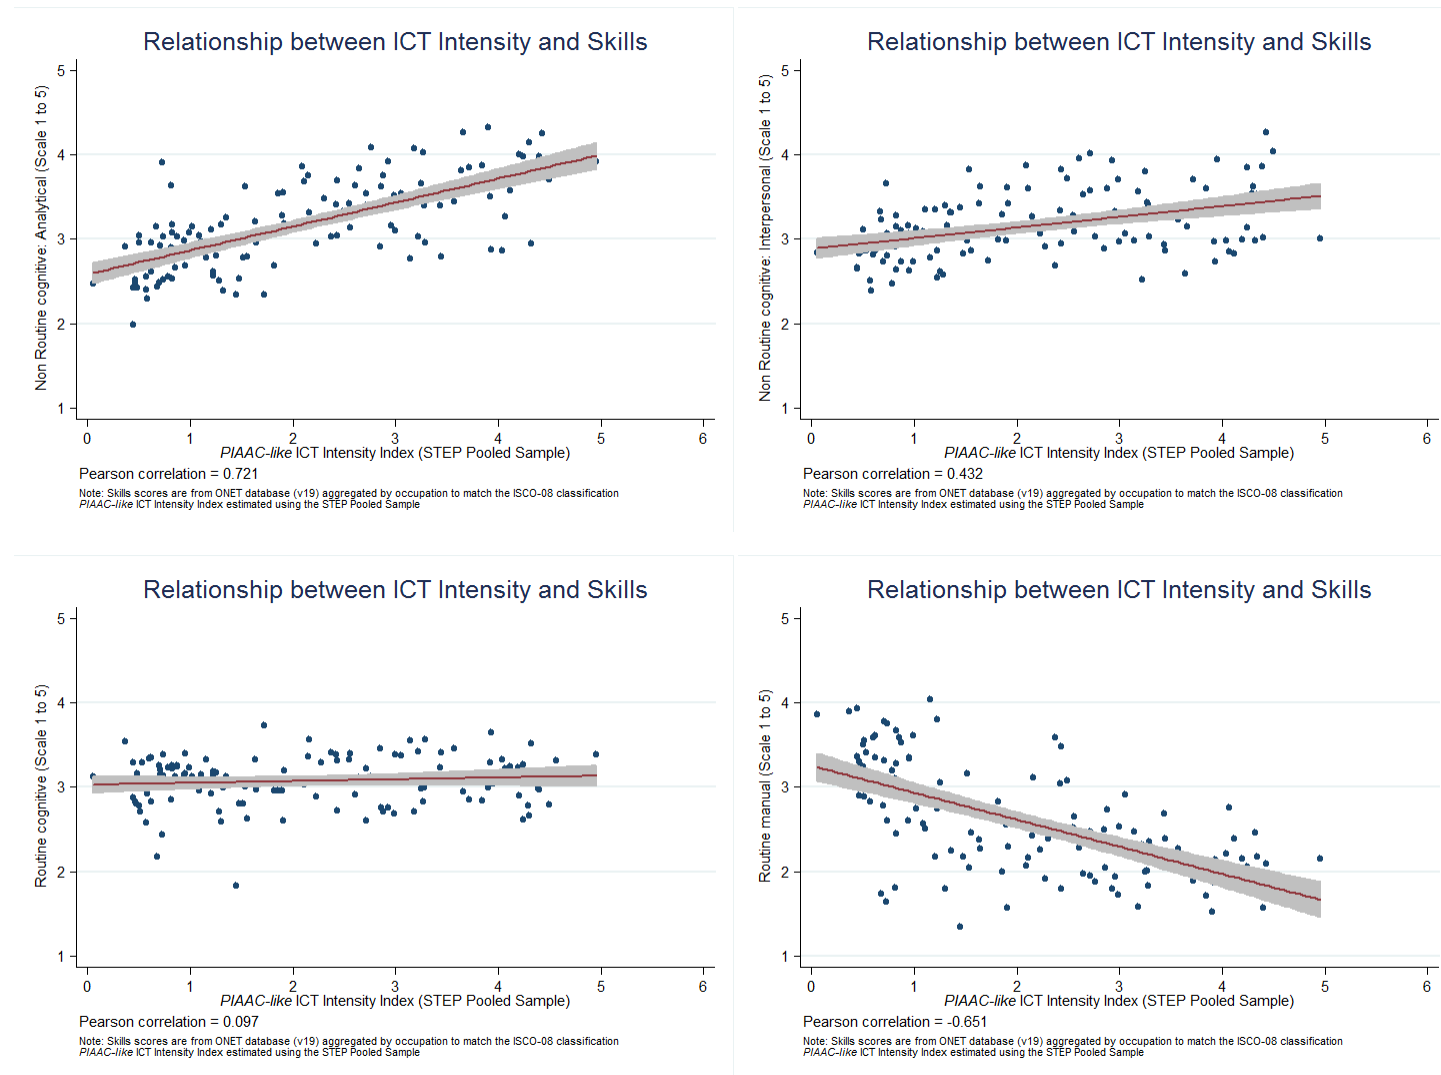 Relationship between ICT Intensity and Skills
Non Routine cognitive: Analytical (Scale 1 to 5)
5
4
3
2
1
0 1 2 3 4 5 6
PIAAC-like ICT Intensity Index (STEP Pooled Sample)
Pearson correlation = 0.721
Note: Skills scores are from ONET database (v19) aggregated by occupation to match the ISCO-08 classification
PIAAC-like ICT Intensity Index estimated using the STEP Pooled Sample
Relationship between ICT Intensity and Skills
Non Routine cognitive: Interpersonal (Scale 1 to 5)
5
4
3
2
1
0 1 2 3 4 5 6
PIAAC-like ICT Intensity Index (STEP Pooled Sample)
Pearson correlation = 0.432
Note: Skills scores are from ONET database (v19) aggregated by occupation to match the ISCO-08 classification
PIAAC-like ICT Intensity Index estimated using the STEP Pooled Sample
Relationship between ICT Intensity and Skills
Routine cognitive (Scale 1 to 5)
5
4
3
2
1
0 1 2 3 4 5 6
PIAAC-like ICT Intensity Index (STEP Pooled Sample)
Pearson correlation = 0.097
Note: Skills scores are from ONET database (v19) aggregated by occupation to match the ISCO-08 classification
PIAAC-like ICT Intensity Index estimated using the STEP Pooled Sample
Relationship between ICT Intensity and Skills
Routine manual (Scale 1 to 5)
5
4
3
2
1
0 1 2 3 4 5 6
PIAAC-like ICT Intensity Index (STEP Pooled Sample)
Pearson correlation = -0.651
Note: Skills scores are from ONET database (v19) aggregated by occupation to match the ISCO-08 classification
PIAAC-like ICT Intensity Index estimated using the STEP Pooled Sample